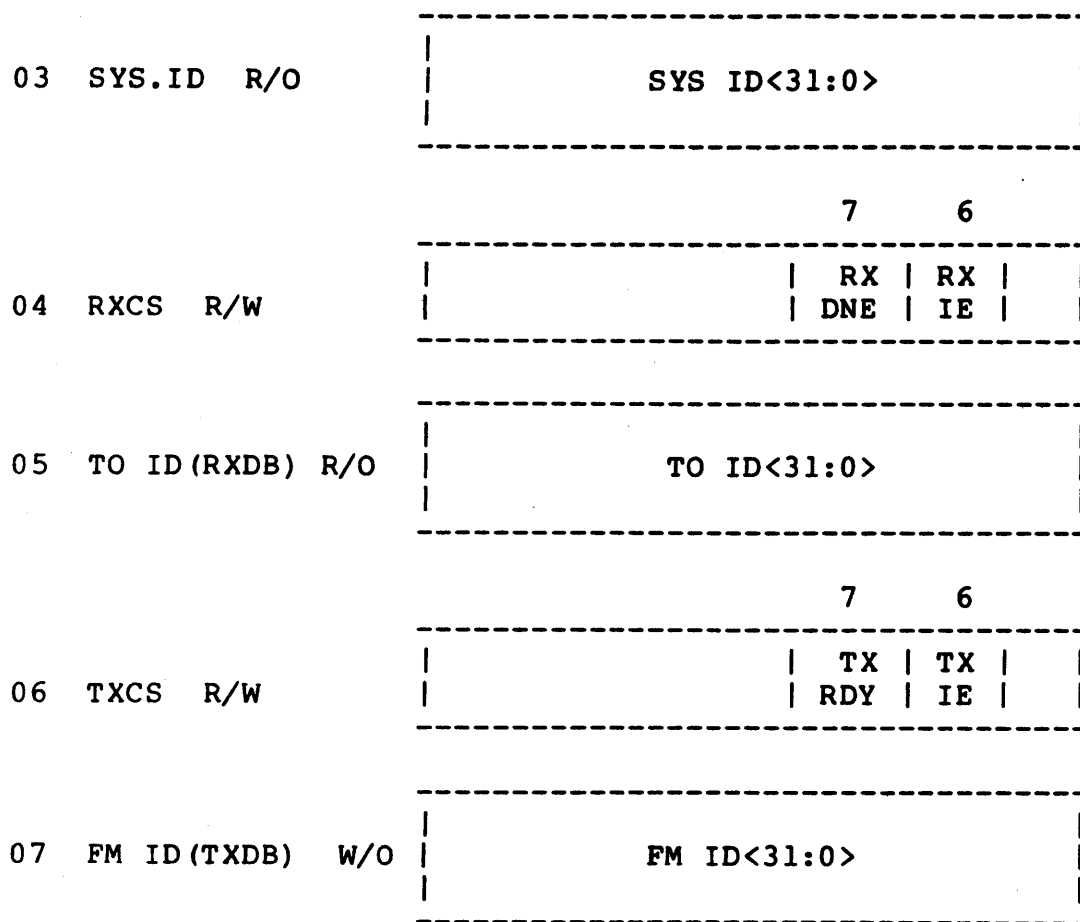 03 SYS.ID R/O SYS ID<31:0>
7 6
RX RX
04 RXCS R/W DNE IE
05 TO ID(RXDB) R/O TO ID<31:0>
7 6
TX TX
06 TXCS R/W RDY IE
07 FM ID(TXDB) W/O FM ID<31:0>